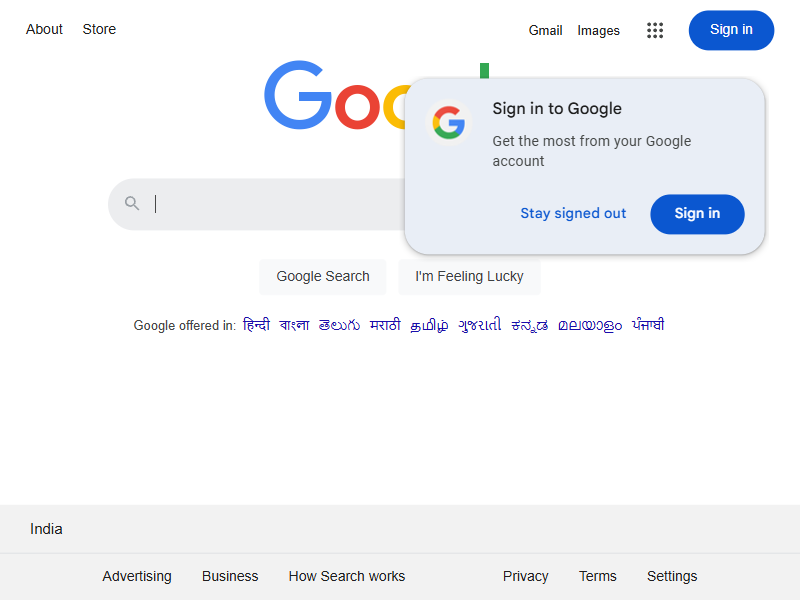 About Store Gmail Images Sign in
Sign in to Google
Get the most from your Google
account
Stay signed out Sign in
Google Search I'm Feeling Lucky
Google offered in: हिन्दी বাংলা తెలుగు मराठी தமிழ் ગુજરાતી ಕನ್ನಡ മലയാളം ਪੰਜਾਬੀ
India
Advertising Business How Search works Privacy Terms Settings